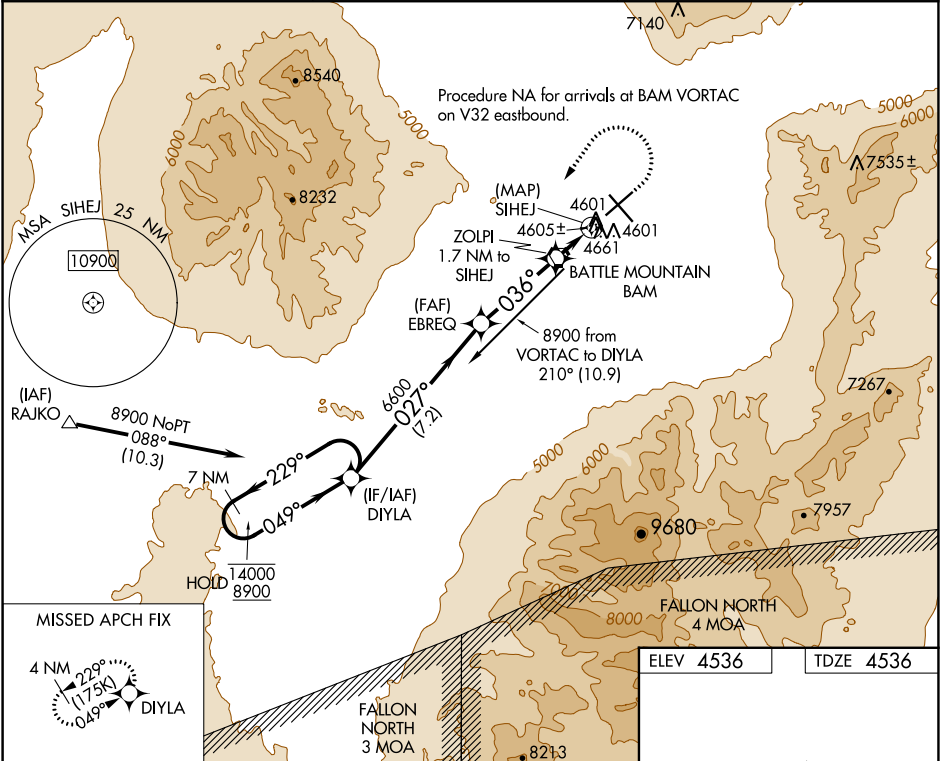 7140
8540
Procedure NA for arrivals at BAM VORTAC
on V32 eastbound.
5000
6000
5000
6000
7535±
8232
(MAP)
SIHEJ
4601
4605±
4601
4661
MSA SIHEJ 25 NM
10900
ZOLPI
1.7 NM to
SIHEJ
BATTLE MOUNTAIN
BAM
036°
(FAF)
EBREQ
8900 from
VORTAC to DIYLA
210° (10.9)
(IAF)
RAJKO
8900 NoPT
088°
(10.3)
6600
027°
(7.2)
7267
7 NM
229°
049°
(IF/IAF)
DIYLA
5000
6000
7957
9680
HOLD
14000
8900
7000
8000
FALLON NORTH
4 MOA
MISSED APCH FIX
4 NM
229°
(175K)
049°
DIYLA
FALLON
NORTH
3 MOA
8213
ELEV 4536
TDZE 4536